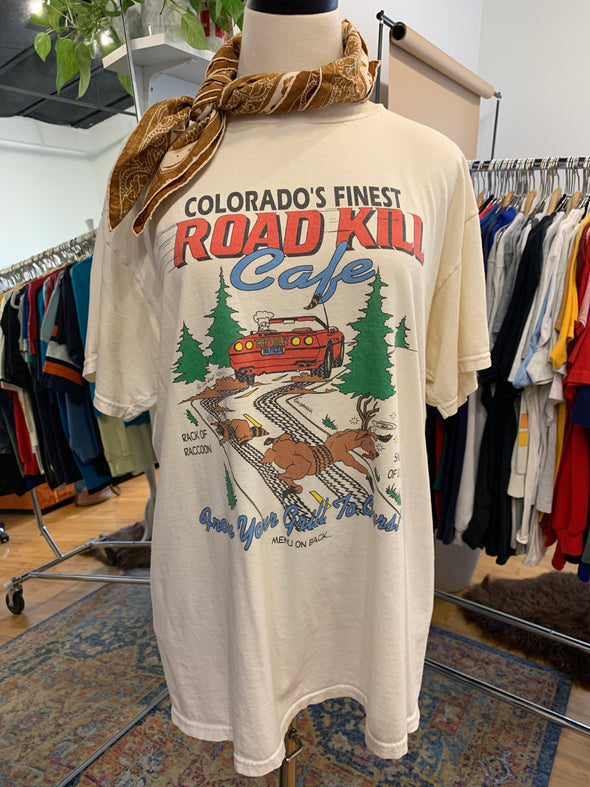 COLORADO'S FINEST
ROAD KILL
Cafe
RACK OF
RACCOON
From Your Grill To Ours!
MENU ON BACK...